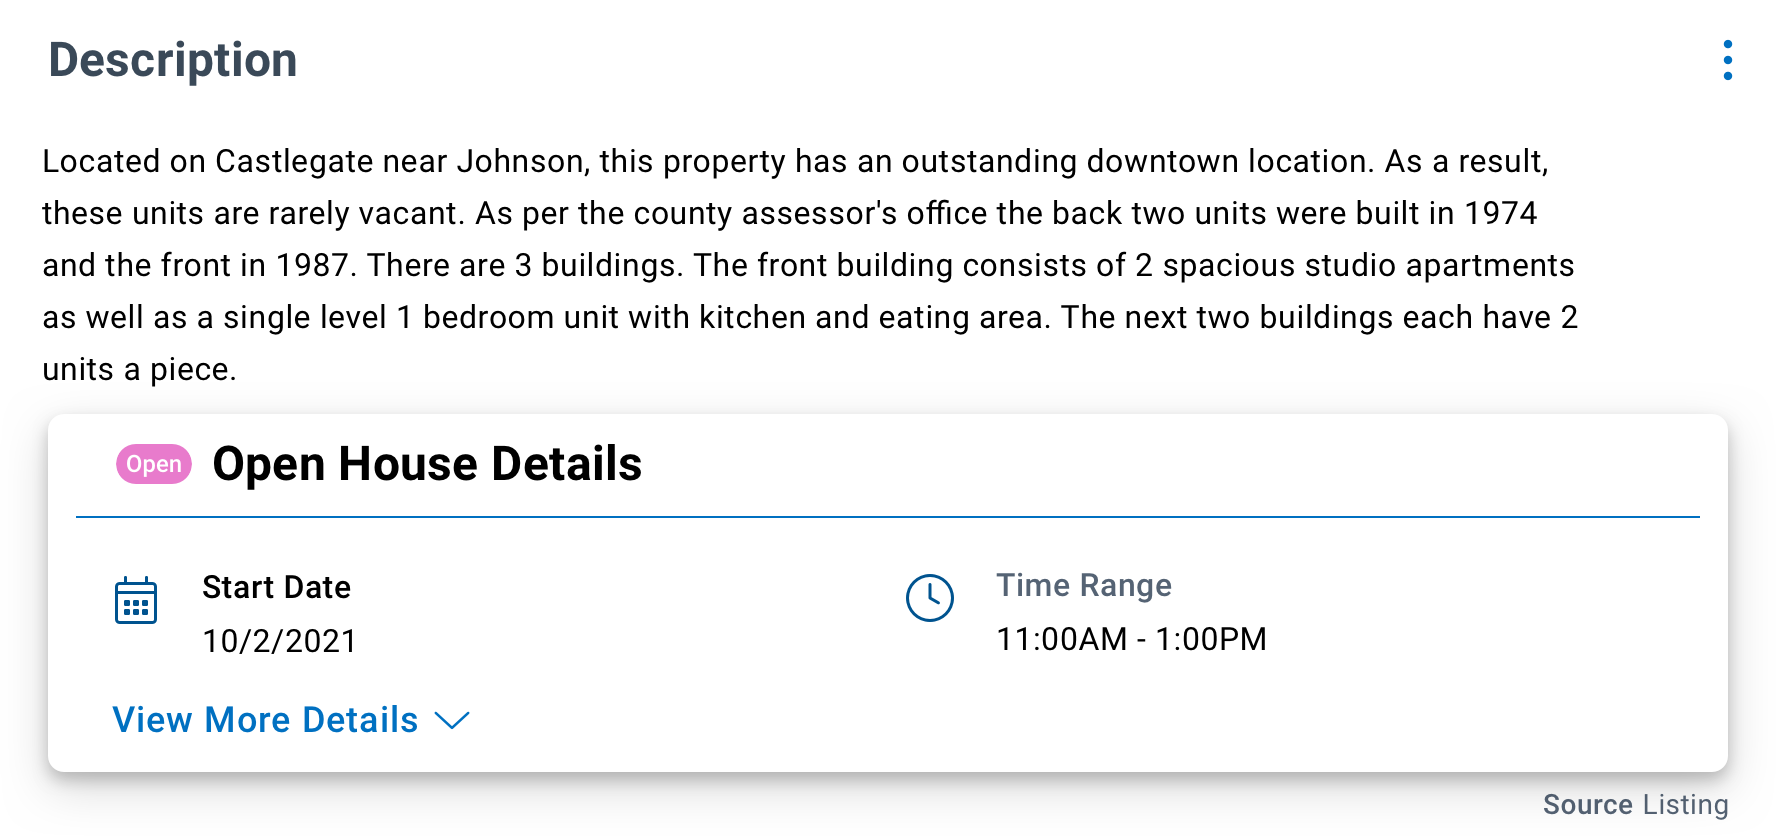 Description
Located on Castlegate near Johnson, this property has an outstanding downtown location. As a result,
these units are rarely vacant. As per the county assessor's office the back two units were built in 1974
and the front in 1987. There are 3 buildings. The front building consists of 2 spacious studio apartments
as well as a single level 1 bedroom unit with kitchen and eating area. The next two buildings each have 2
units a piece.
Open Open House Details
Start Date
10/2/2021
Time Range
11:00AM - 1:00PM
View More Details
Source Listing